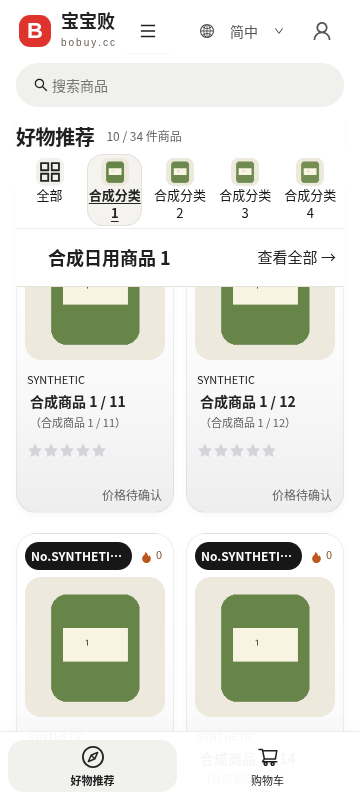 B 宝宝败
bobuy.cc
简中
搜索商品
好物推荐 10 / 34 件商品
全部
合成分类 1
合成分类 2
合成分类 3
合成分类 4
合成日用商品 1 查看全部 →
SYNTHETIC
合成商品 1 / 11
（合成商品 1 / 11）
价格待确认
SYNTHETIC
合成商品 1 / 12
（合成商品 1 / 12）
价格待确认
No.SYNTHETI… 0
1
No.SYNTHETI… 0
1
好物推荐
购物车